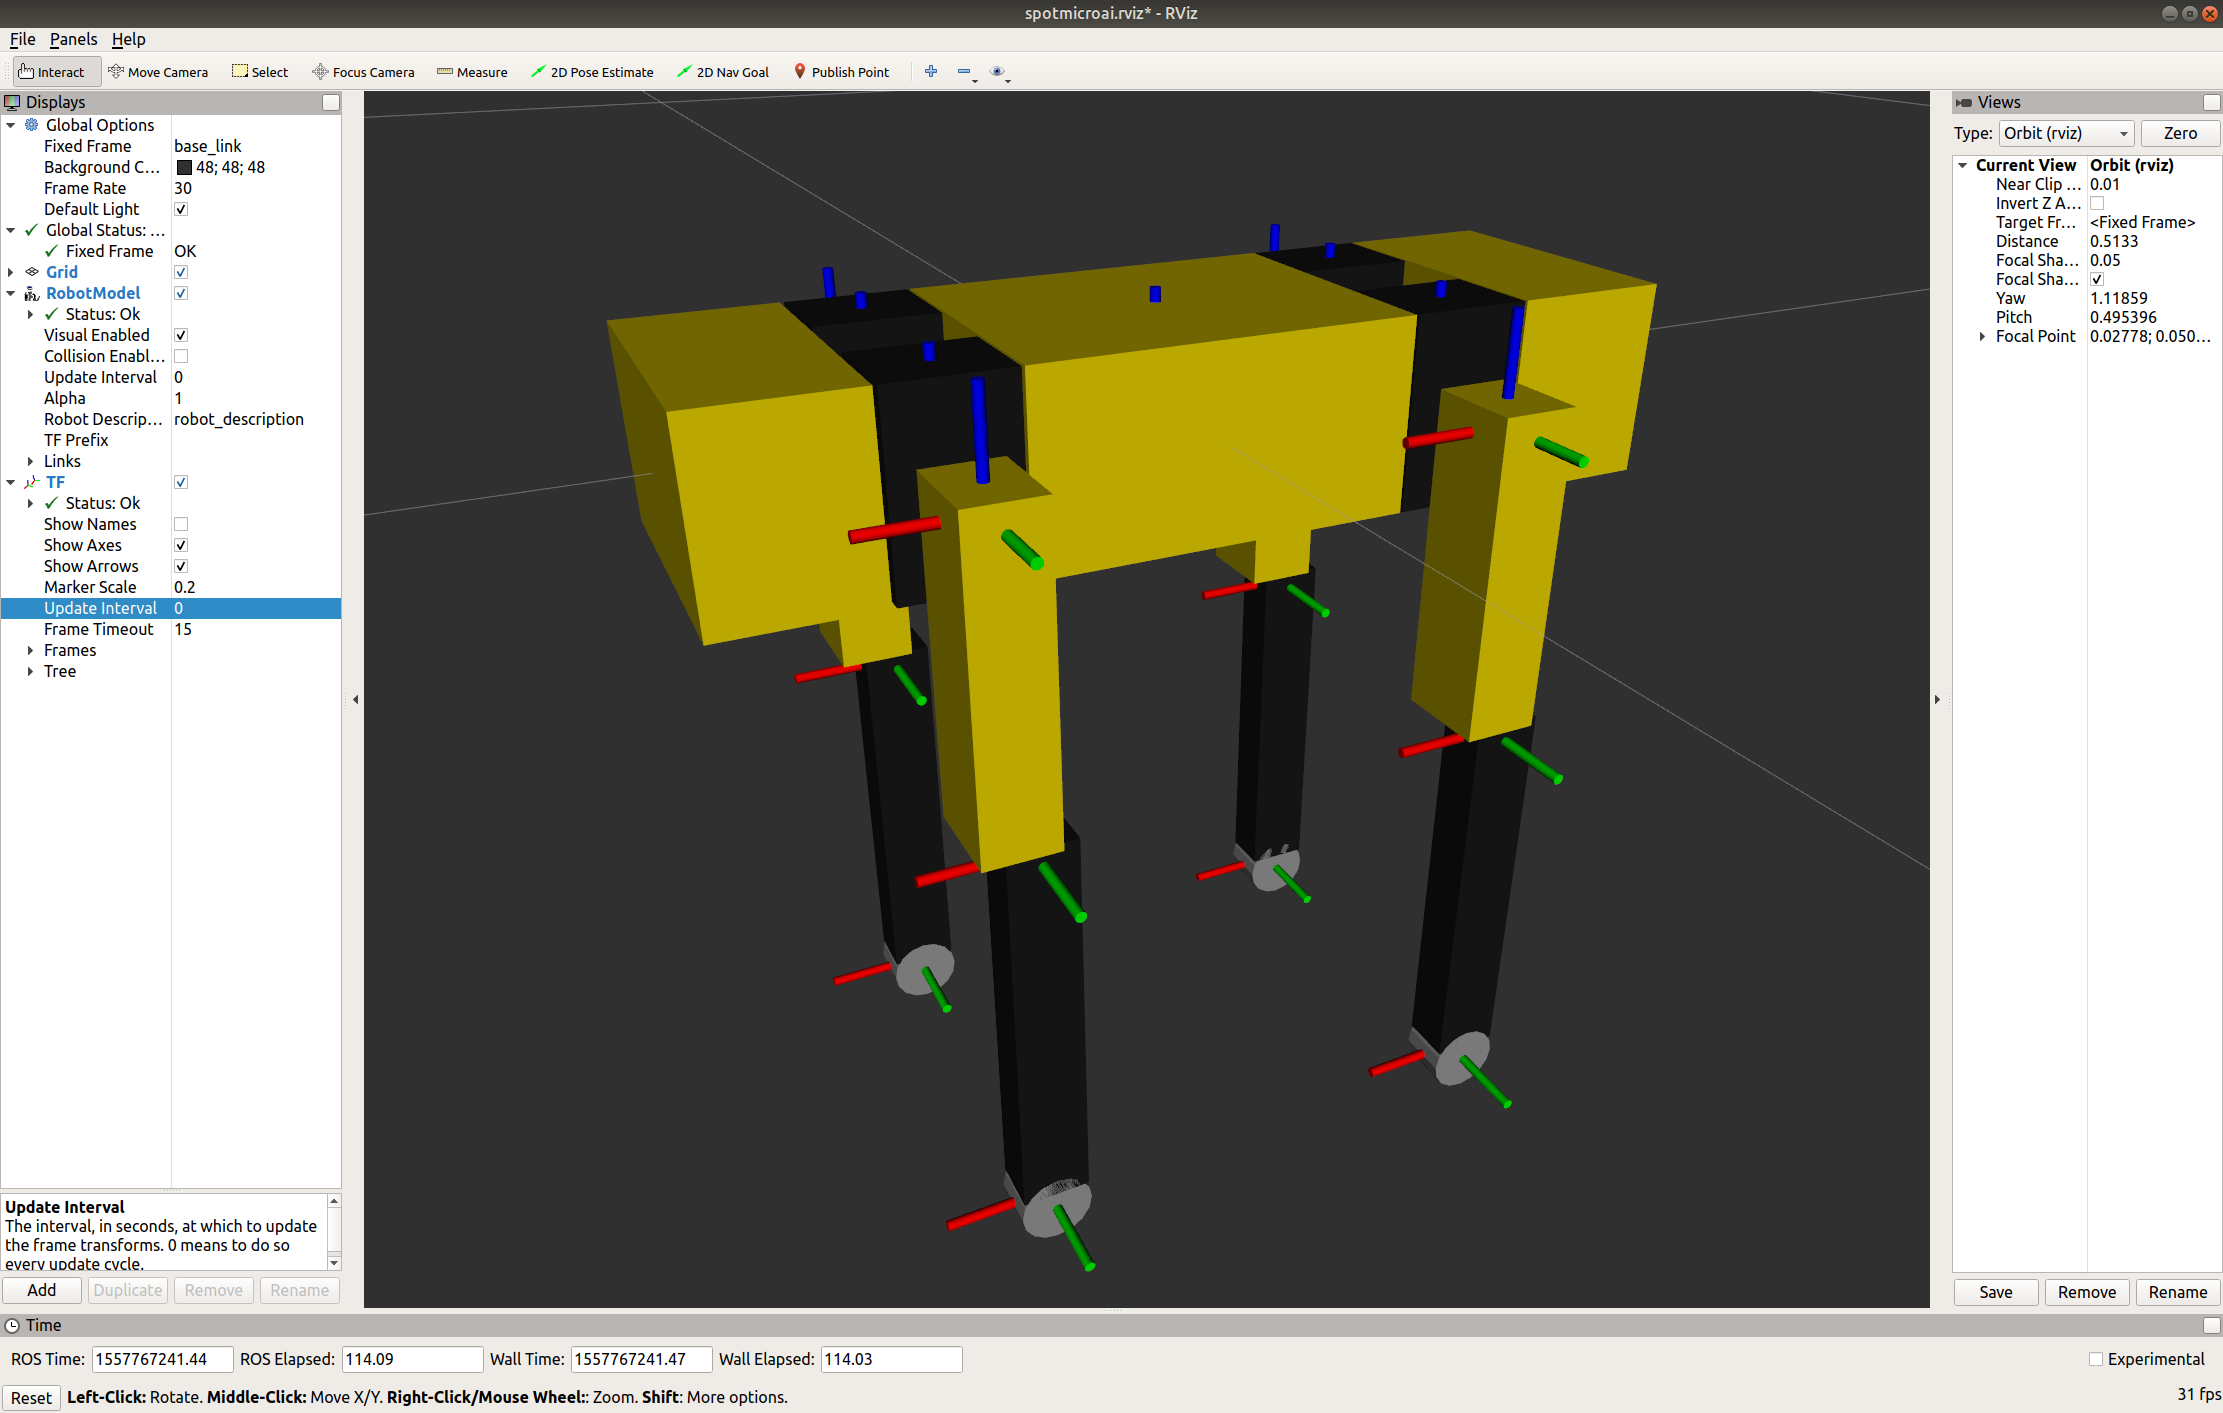 spotmicroai.rviz* - RViz
File Panels Help
Interact Move Camera Select Focus Camera Measure 2D Pose Estimate 2D Nav Goal Publish Point
Displays
Global Options
Fixed Frame base_link
Background C... 48; 48; 48
Frame Rate 30
Default Light
Global Status: ...
Fixed Frame OK
Grid
RobotModel
Status: Ok
Visual Enabled
Collision Enabl...
Update Interval 0
Alpha 1
Robot Descrip... robot_description
TF Prefix
Links
TF
Status: Ok
Show Names
Show Axes
Show Arrows
Marker Scale 0.2
Update Interval 0
Frame Timeout 15
Frames
Tree
Update Interval
The interval, in seconds, at which to update
the frame transforms. 0 means to do so
every update cycle.
Add Duplicate Remove Rename
Views
Type: Orbit (rviz) Zero
Current View Orbit (rviz)
Near Clip ... 0.01
Invert Z A...
Target Fr... <Fixed Frame>
Distance 0.5133
Focal Sha... 0.05
Focal Sha...
Yaw 1.11859
Pitch 0.495396
Focal Point 0.02778; 0.050...
Save Remove Rename
Time
ROS Time: 1557767241.44 ROS Elapsed: 114.09 Wall Time: 1557767241.47 Wall Elapsed: 114.03 Experimental
Reset Left-Click: Rotate. Middle-Click: Move X/Y. Right-Click/Mouse Wheel:: Zoom. Shift: More options. 31 fps